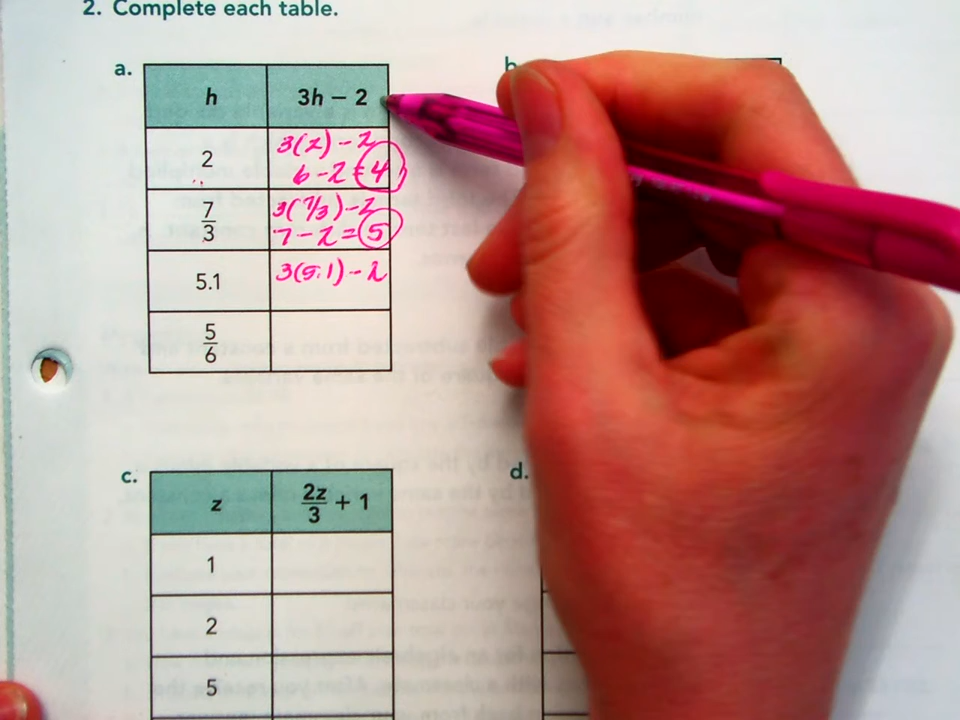 2. Complete each table.
a.
h 3h − 2
2 3(2) − 2
6 − 2 = 4
7/3 3(7/3) − 2
7 − 2 = 5
5.1 3(5.1) − 2
5/6
c.
z 2z/3 + 1
1
2
5
d.